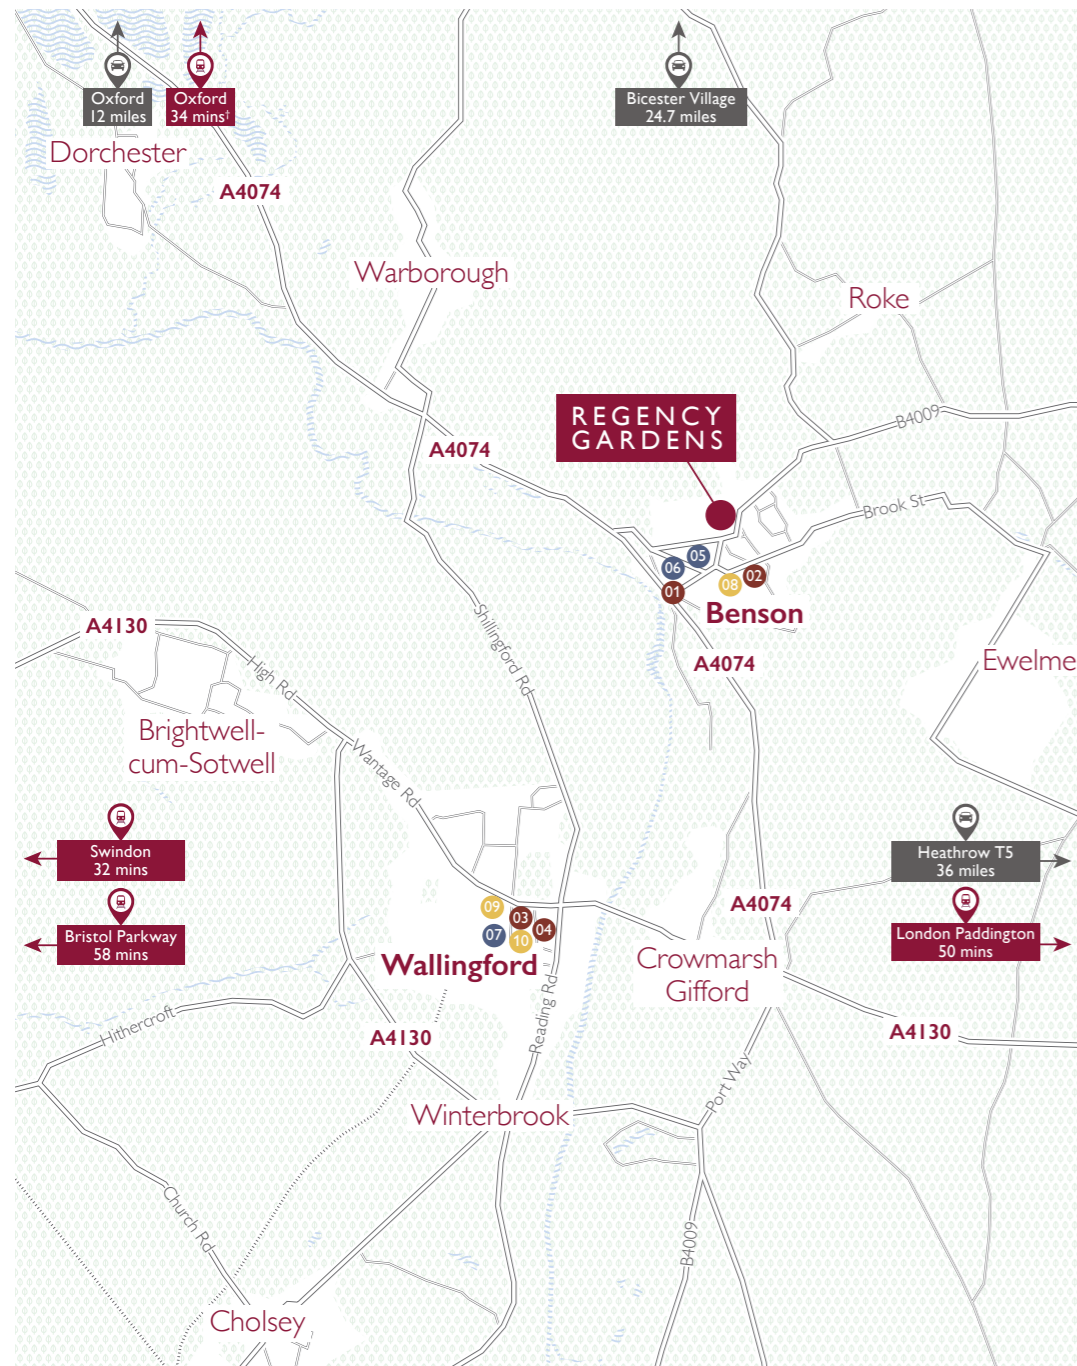 Oxford
12 miles
Oxford
34 mins†
Bicester Village
24.7 miles
Dorchester
A4074
Warborough
Roke
REGENCY
GARDENS
B4009
A4074
Brook St
05
06
02
08
01
Benson
A4130
Shillingford Rd
High Rd
A4074
Ewelme
Brightwell-
cum-Sotwell
Wantage Rd
Swindon
32 mins
Heathrow T5
36 miles
Bristol Parkway
58 mins
London Paddington
50 mins
09
03
04
07
10
A4074
Wallingford
Crowmarsh
Gifford
Reading Rd
Hithercroft
A4130
A4130
Port Way
Winterbrook
Church Rd
B4009
Cholsey